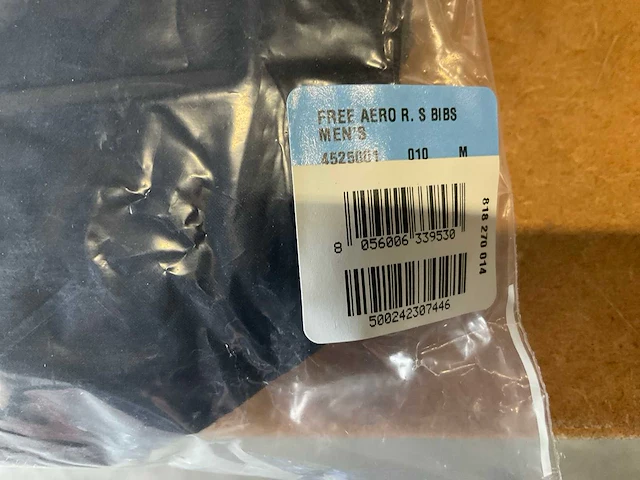 FREE AERO R. S BIBS
MEN'S
4525001 010 M
8 056006 339530
818 270 014
500242307446